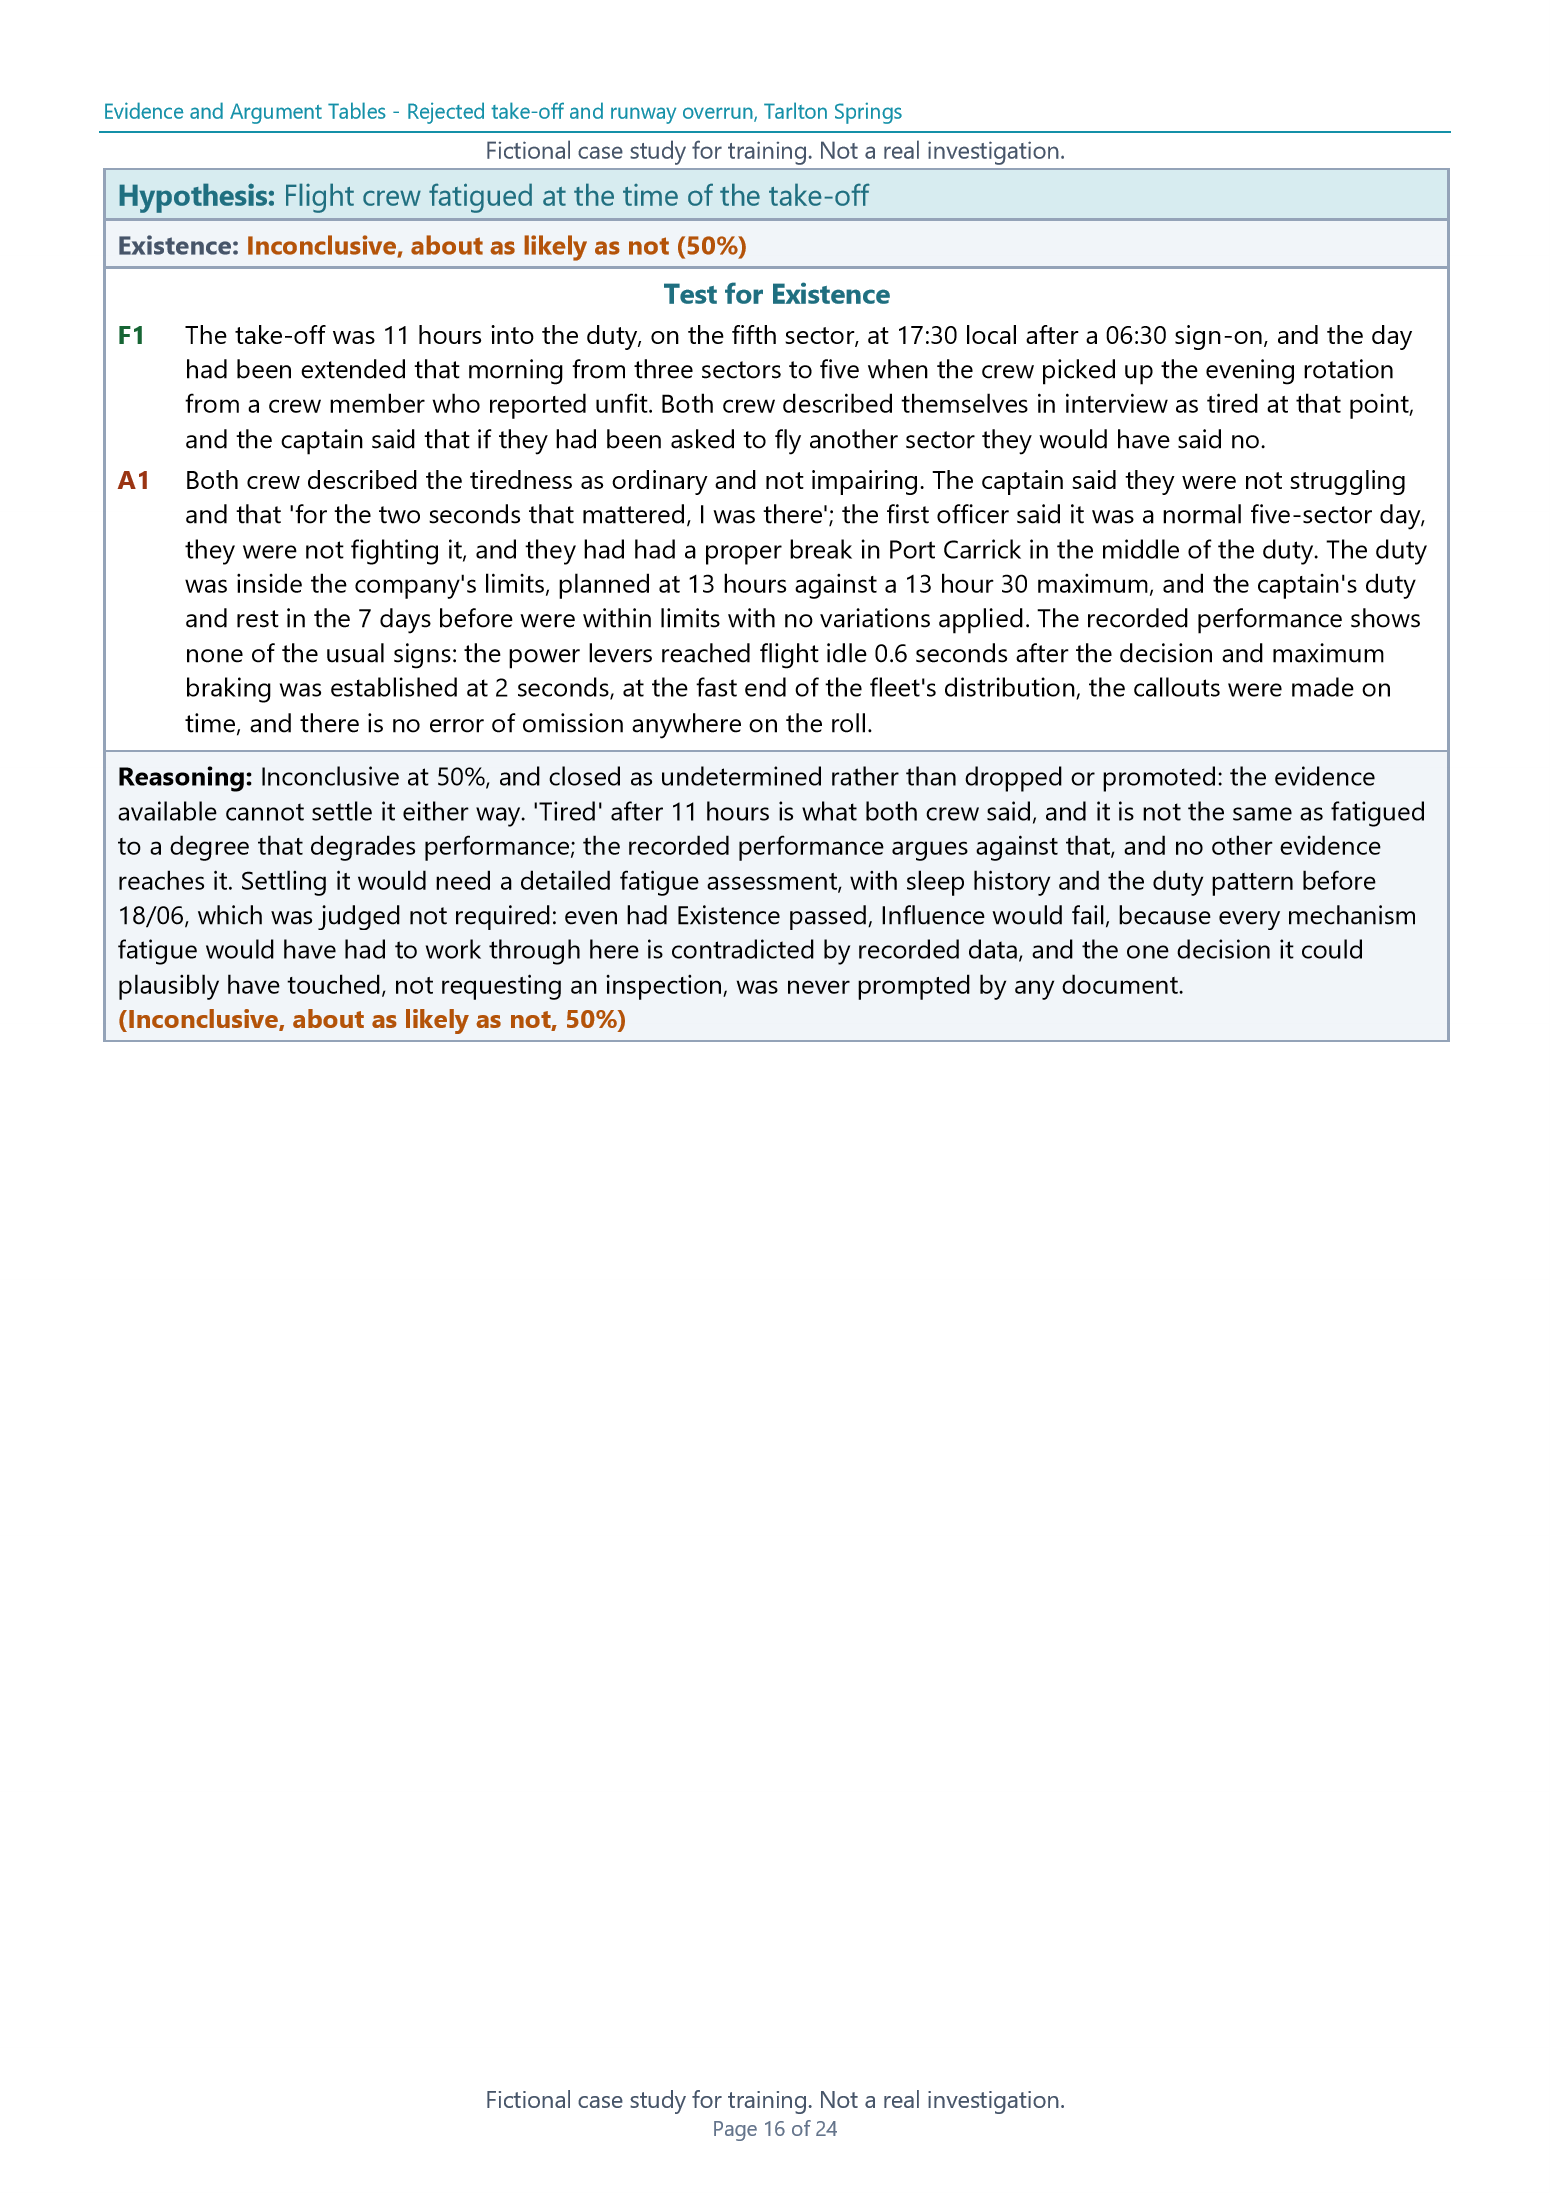 Evidence and Argument Tables - Rejected take-off and runway overrun, Tarlton Springs
Fictional case study for training. Not a real investigation.
Hypothesis: Flight crew fatigued at the time of the take-off
Existence: Inconclusive, about as likely as not (50%)
Test for Existence
F1 The take-off was 11 hours into the duty, on the fifth sector, at 17:30 local after a 06:30 sign-on, and the day
had been extended that morning from three sectors to five when the crew picked up the evening rotation
from a crew member who reported unfit. Both crew described themselves in interview as tired at that point,
and the captain said that if they had been asked to fly another sector they would have said no.
A1 Both crew described the tiredness as ordinary and not impairing. The captain said they were not struggling
and that 'for the two seconds that mattered, I was there'; the first officer said it was a normal five-sector day,
they were not fighting it, and they had had a proper break in Port Carrick in the middle of the duty. The duty
was inside the company's limits, planned at 13 hours against a 13 hour 30 maximum, and the captain's duty
and rest in the 7 days before were within limits with no variations applied. The recorded performance shows
none of the usual signs: the power levers reached flight idle 0.6 seconds after the decision and maximum
braking was established at 2 seconds, at the fast end of the fleet's distribution, the callouts were made on
time, and there is no error of omission anywhere on the roll.
Reasoning: Inconclusive at 50%, and closed as undetermined rather than dropped or promoted: the evidence
available cannot settle it either way. 'Tired' after 11 hours is what both crew said, and it is not the same as fatigued
to a degree that degrades performance; the recorded performance argues against that, and no other evidence
reaches it. Settling it would need a detailed fatigue assessment, with sleep history and the duty pattern before
18/06, which was judged not required: even had Existence passed, Influence would fail, because every mechanism
fatigue would have had to work through here is contradicted by recorded data, and the one decision it could
plausibly have touched, not requesting an inspection, was never prompted by any document.
(Inconclusive, about as likely as not, 50%)
Fictional case study for training. Not a real investigation.
Page 16 of 24